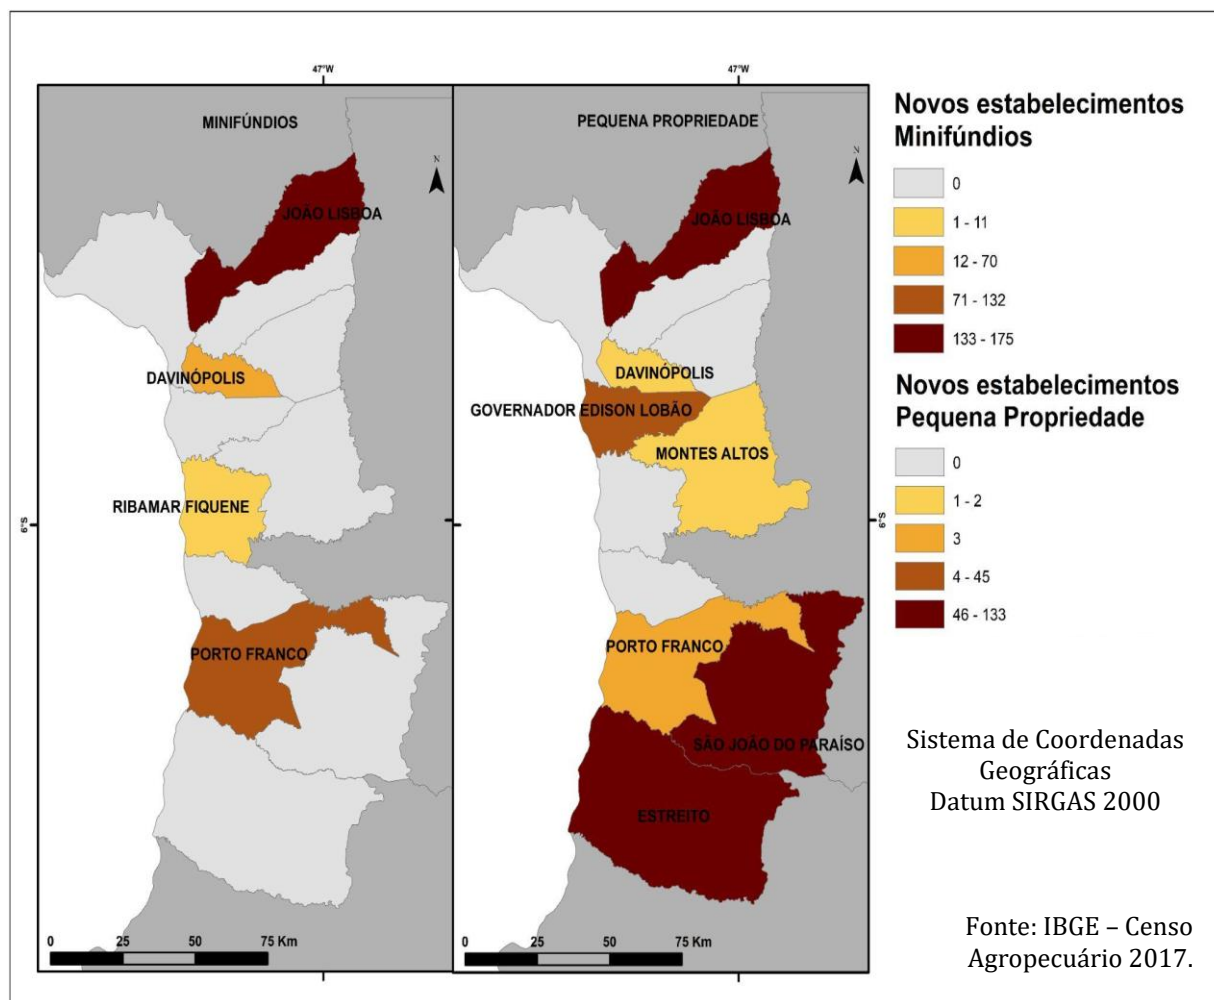 47°W
MINIFÚNDIOS
N
JOÃO LISBOA
DAVINÓPOLIS
RIBAMAR FIQUENE
6°S
PORTO FRANCO
0 25 50 75 Km
47°W
PEQUENA PROPRIEDADE
N
JOÃO LISBOA
DAVINÓPOLIS
GOVERNADOR EDISON LOBÃO
MONTES ALTOS
6°S
PORTO FRANCO
SÃO JOÃO DO PARAÍSO
ESTREITO
0 25 50 75 Km
Novos estabelecimentos
Minifúndios
0
1 - 11
12 - 70
71 - 132
133 - 175
Novos estabelecimentos
Pequena Propriedade
0
1 - 2
3
4 - 45
46 - 133
Sistema de Coordenadas
Geográficas
Datum SIRGAS 2000
Fonte: IBGE – Censo
Agropecuário 2017.